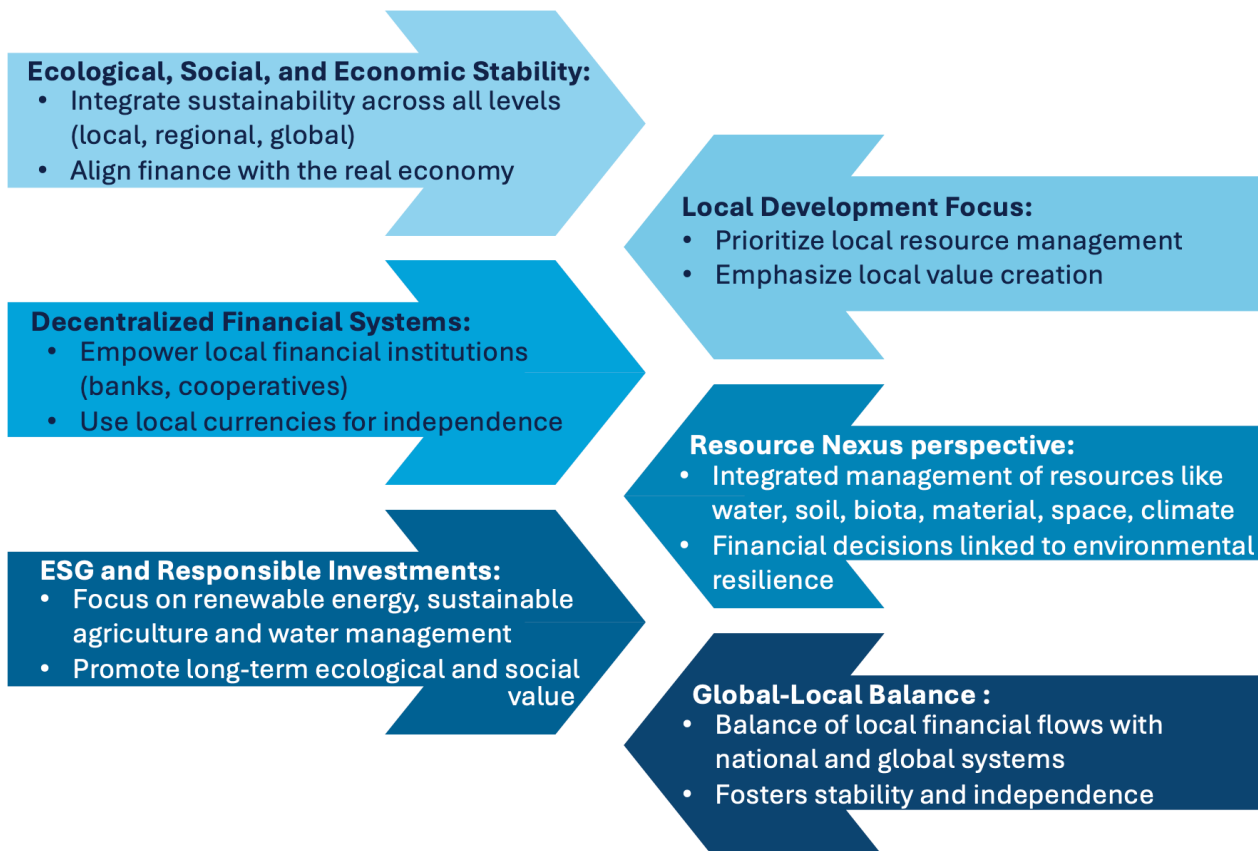 Ecological, Social, and Economic Stability:
• Integrate sustainability across all levels
(local, regional, global)
• Align finance with the real economy
Local Development Focus:
• Prioritize local resource management
• Emphasize local value creation
Decentralized Financial Systems:
• Empower local financial institutions
(banks, cooperatives)
• Use local currencies for independence
Resource Nexus perspective:
• Integrated management of resources like
water, soil, biota, material, space, climate
• Financial decisions linked to environmental
resilience
ESG and Responsible Investments:
• Focus on renewable energy, sustainable
agriculture and water management
• Promote long-term ecological and social
value
Global-Local Balance :
• Balance of local financial flows with
national and global systems
• Fosters stability and independence